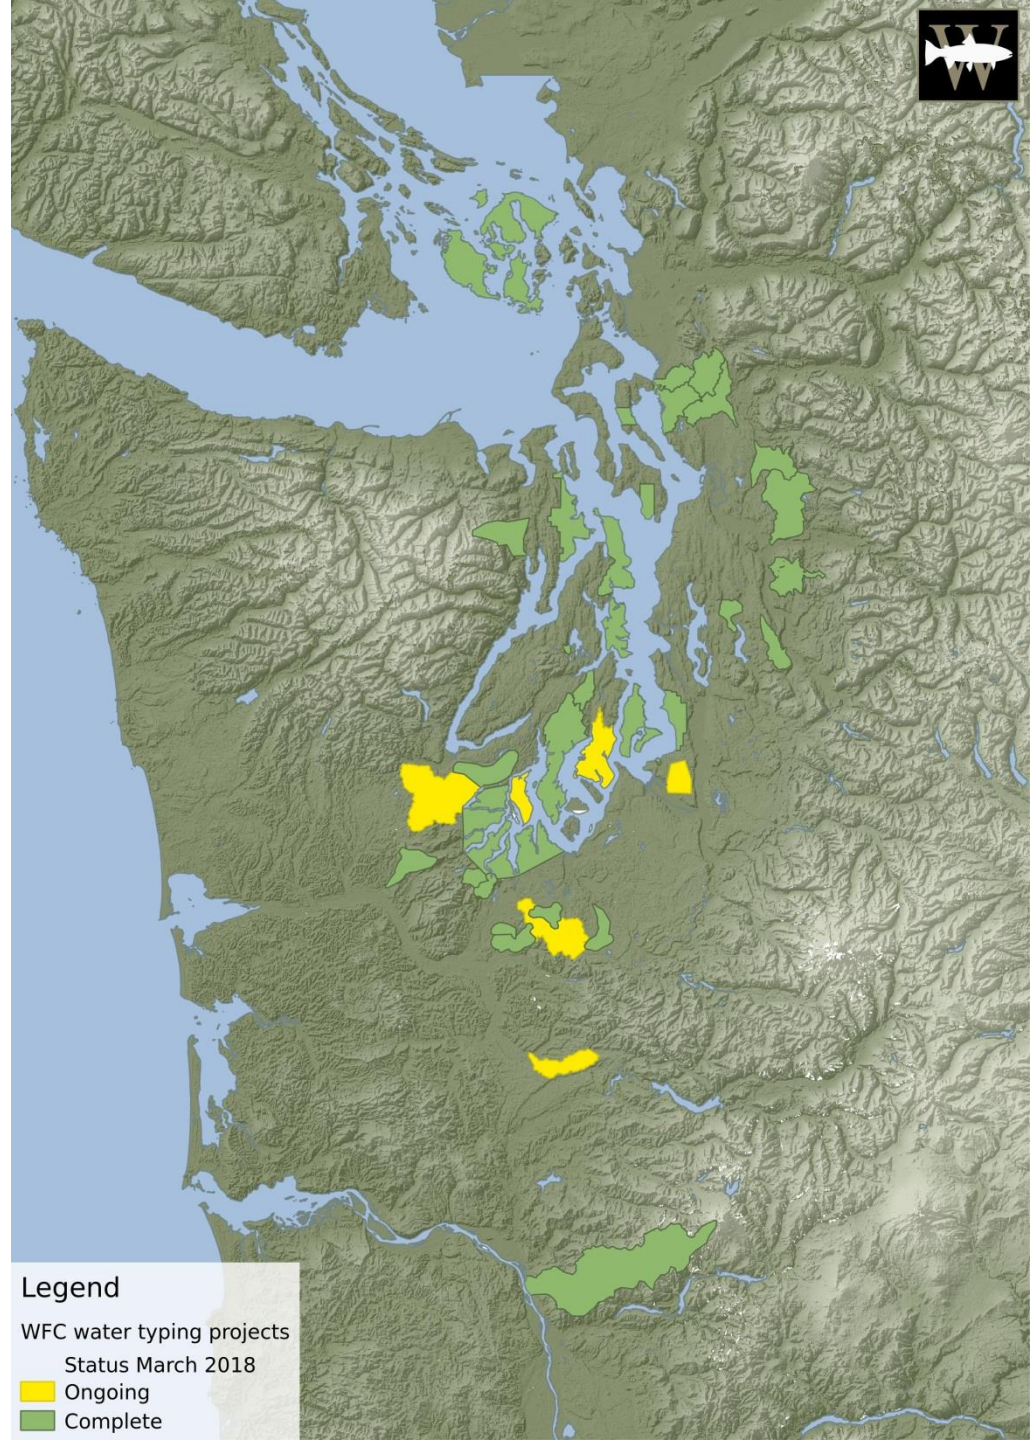 W
Legend
WFC water typing projects
Status March 2018
Ongoing
Complete